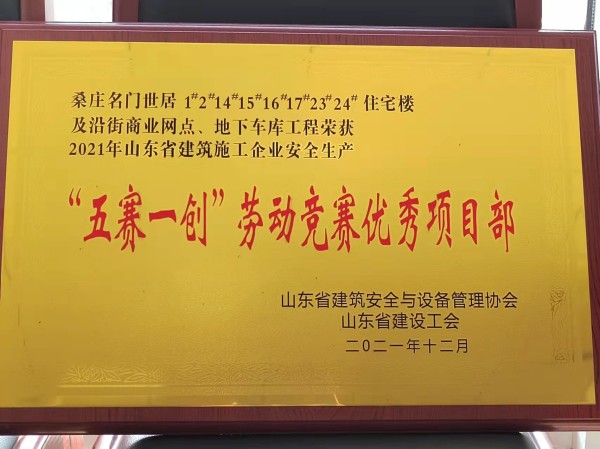 桑庄名门世居 1#2#14#15#16#17#23#24# 住宅楼
及沿街商业网点、地下车库工程荣获
2021年山东省建筑施工企业安全生产
“五赛一创”劳动竞赛优秀项目部
山东省建筑安全与设备管理协会
山东省建设工会
二〇二一年十二月